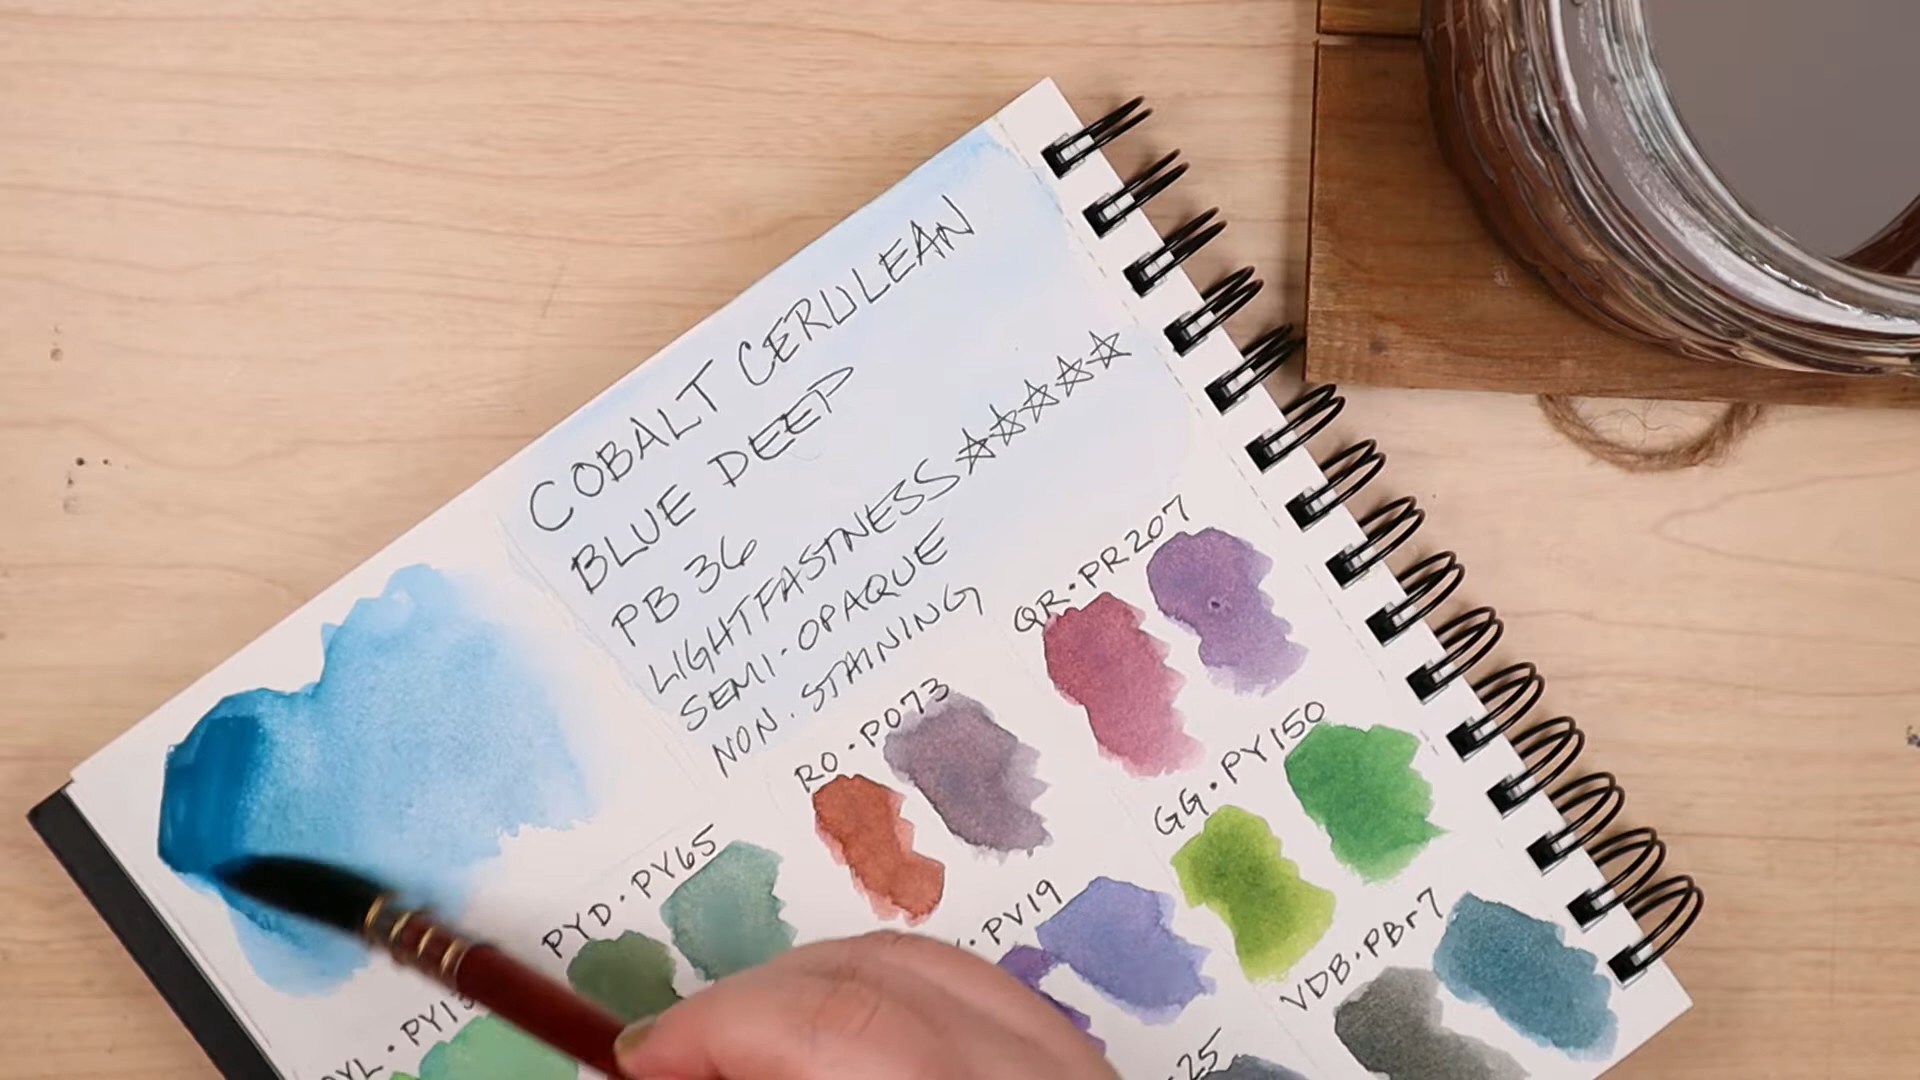 COBALT CERULEAN
BLUE DEEP
PB 36
LIGHTFASTNESS ☆☆☆☆☆
SEMI-OPAQUE
NON-STAINING
QR • PR207
RO • PO73
GG • PY150
PYD • PY65
• PV19
VDB • PBr7